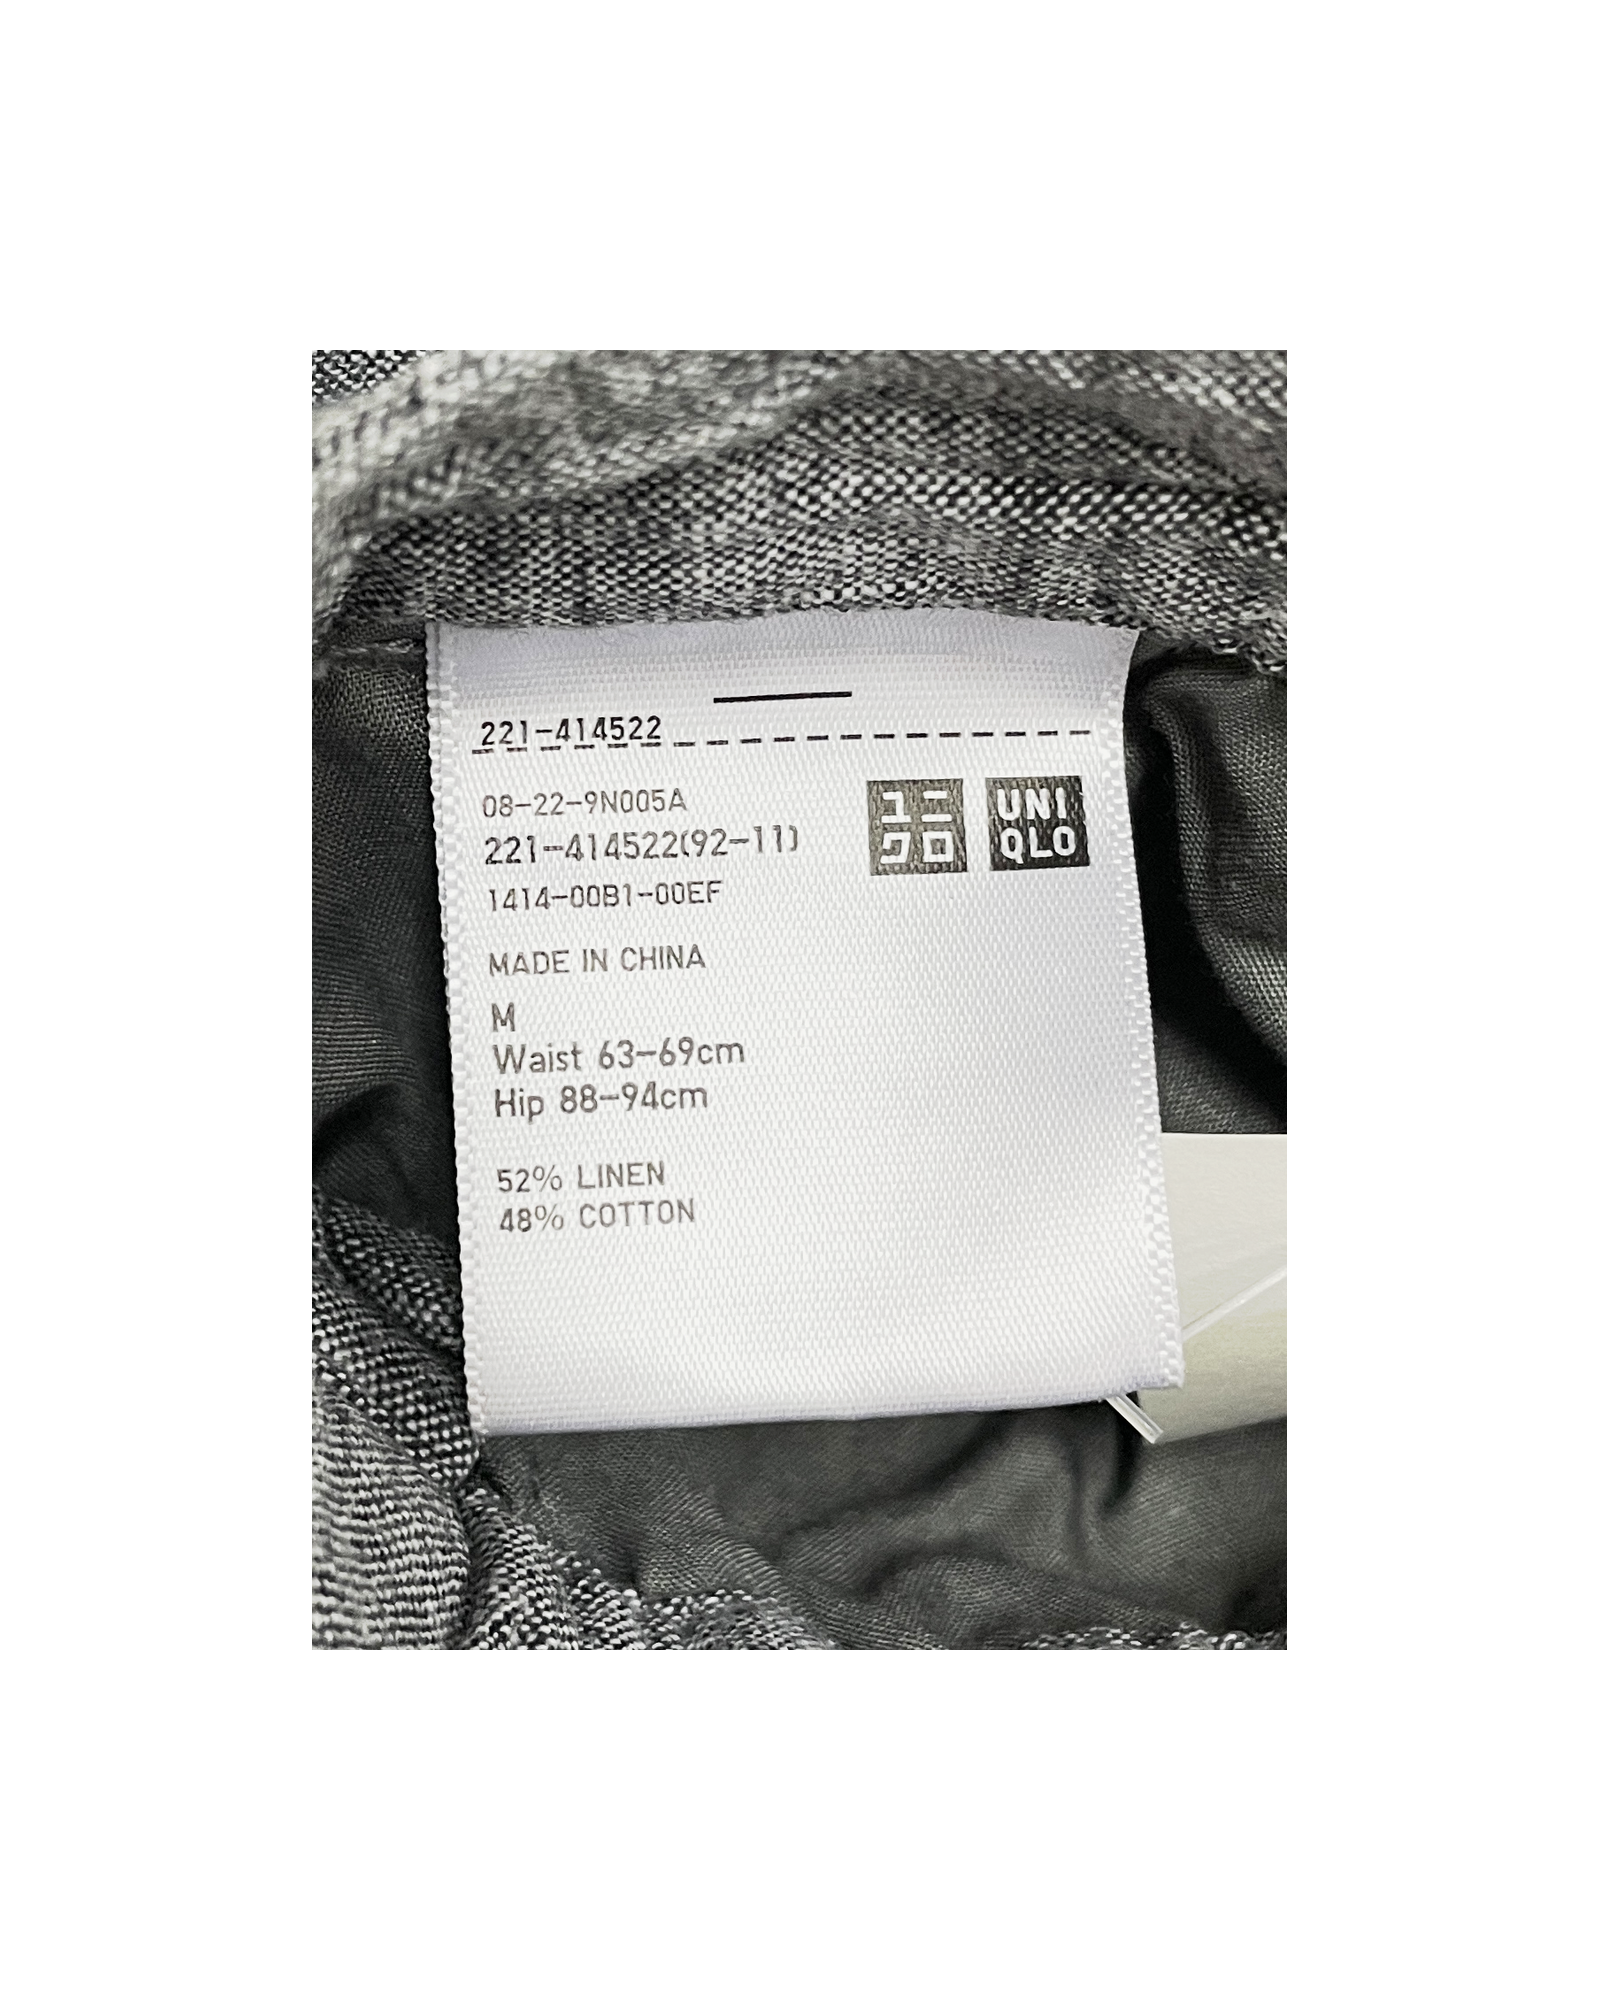 221-414522
08-22-9N005A
221-414522(92-11)
1414-00B1-00EF
ユニ
クロ
UNI
QLO
MADE IN CHINA
M
Waist 63-69cm
Hip 88-94cm
52% LINEN
48% COTTON